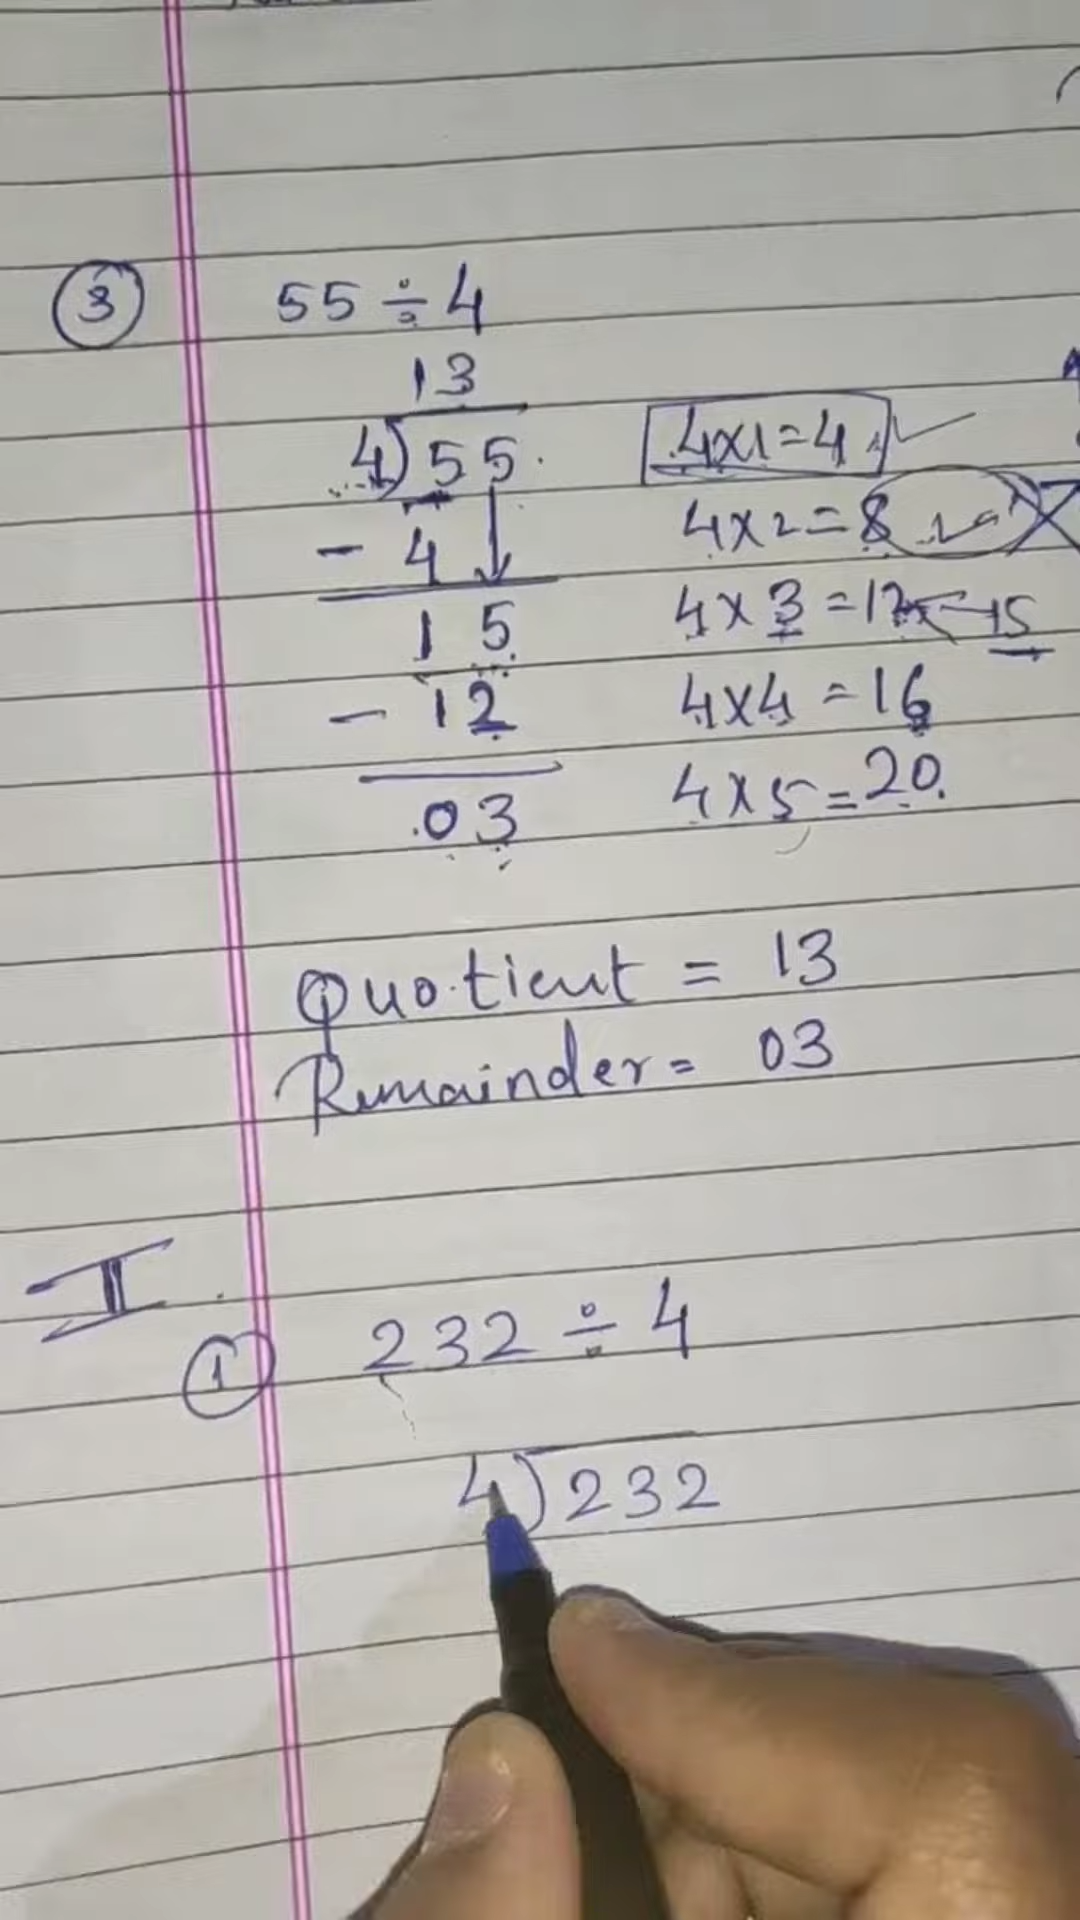 3 55 ÷ 4
13
4)55
- 4
15
- 12
03
4x1=4
4x2=8
4x3=12 15
4x4=16
4x5=20
Quotient = 13
Remainder = 03
I
1 232 ÷ 4
4)232